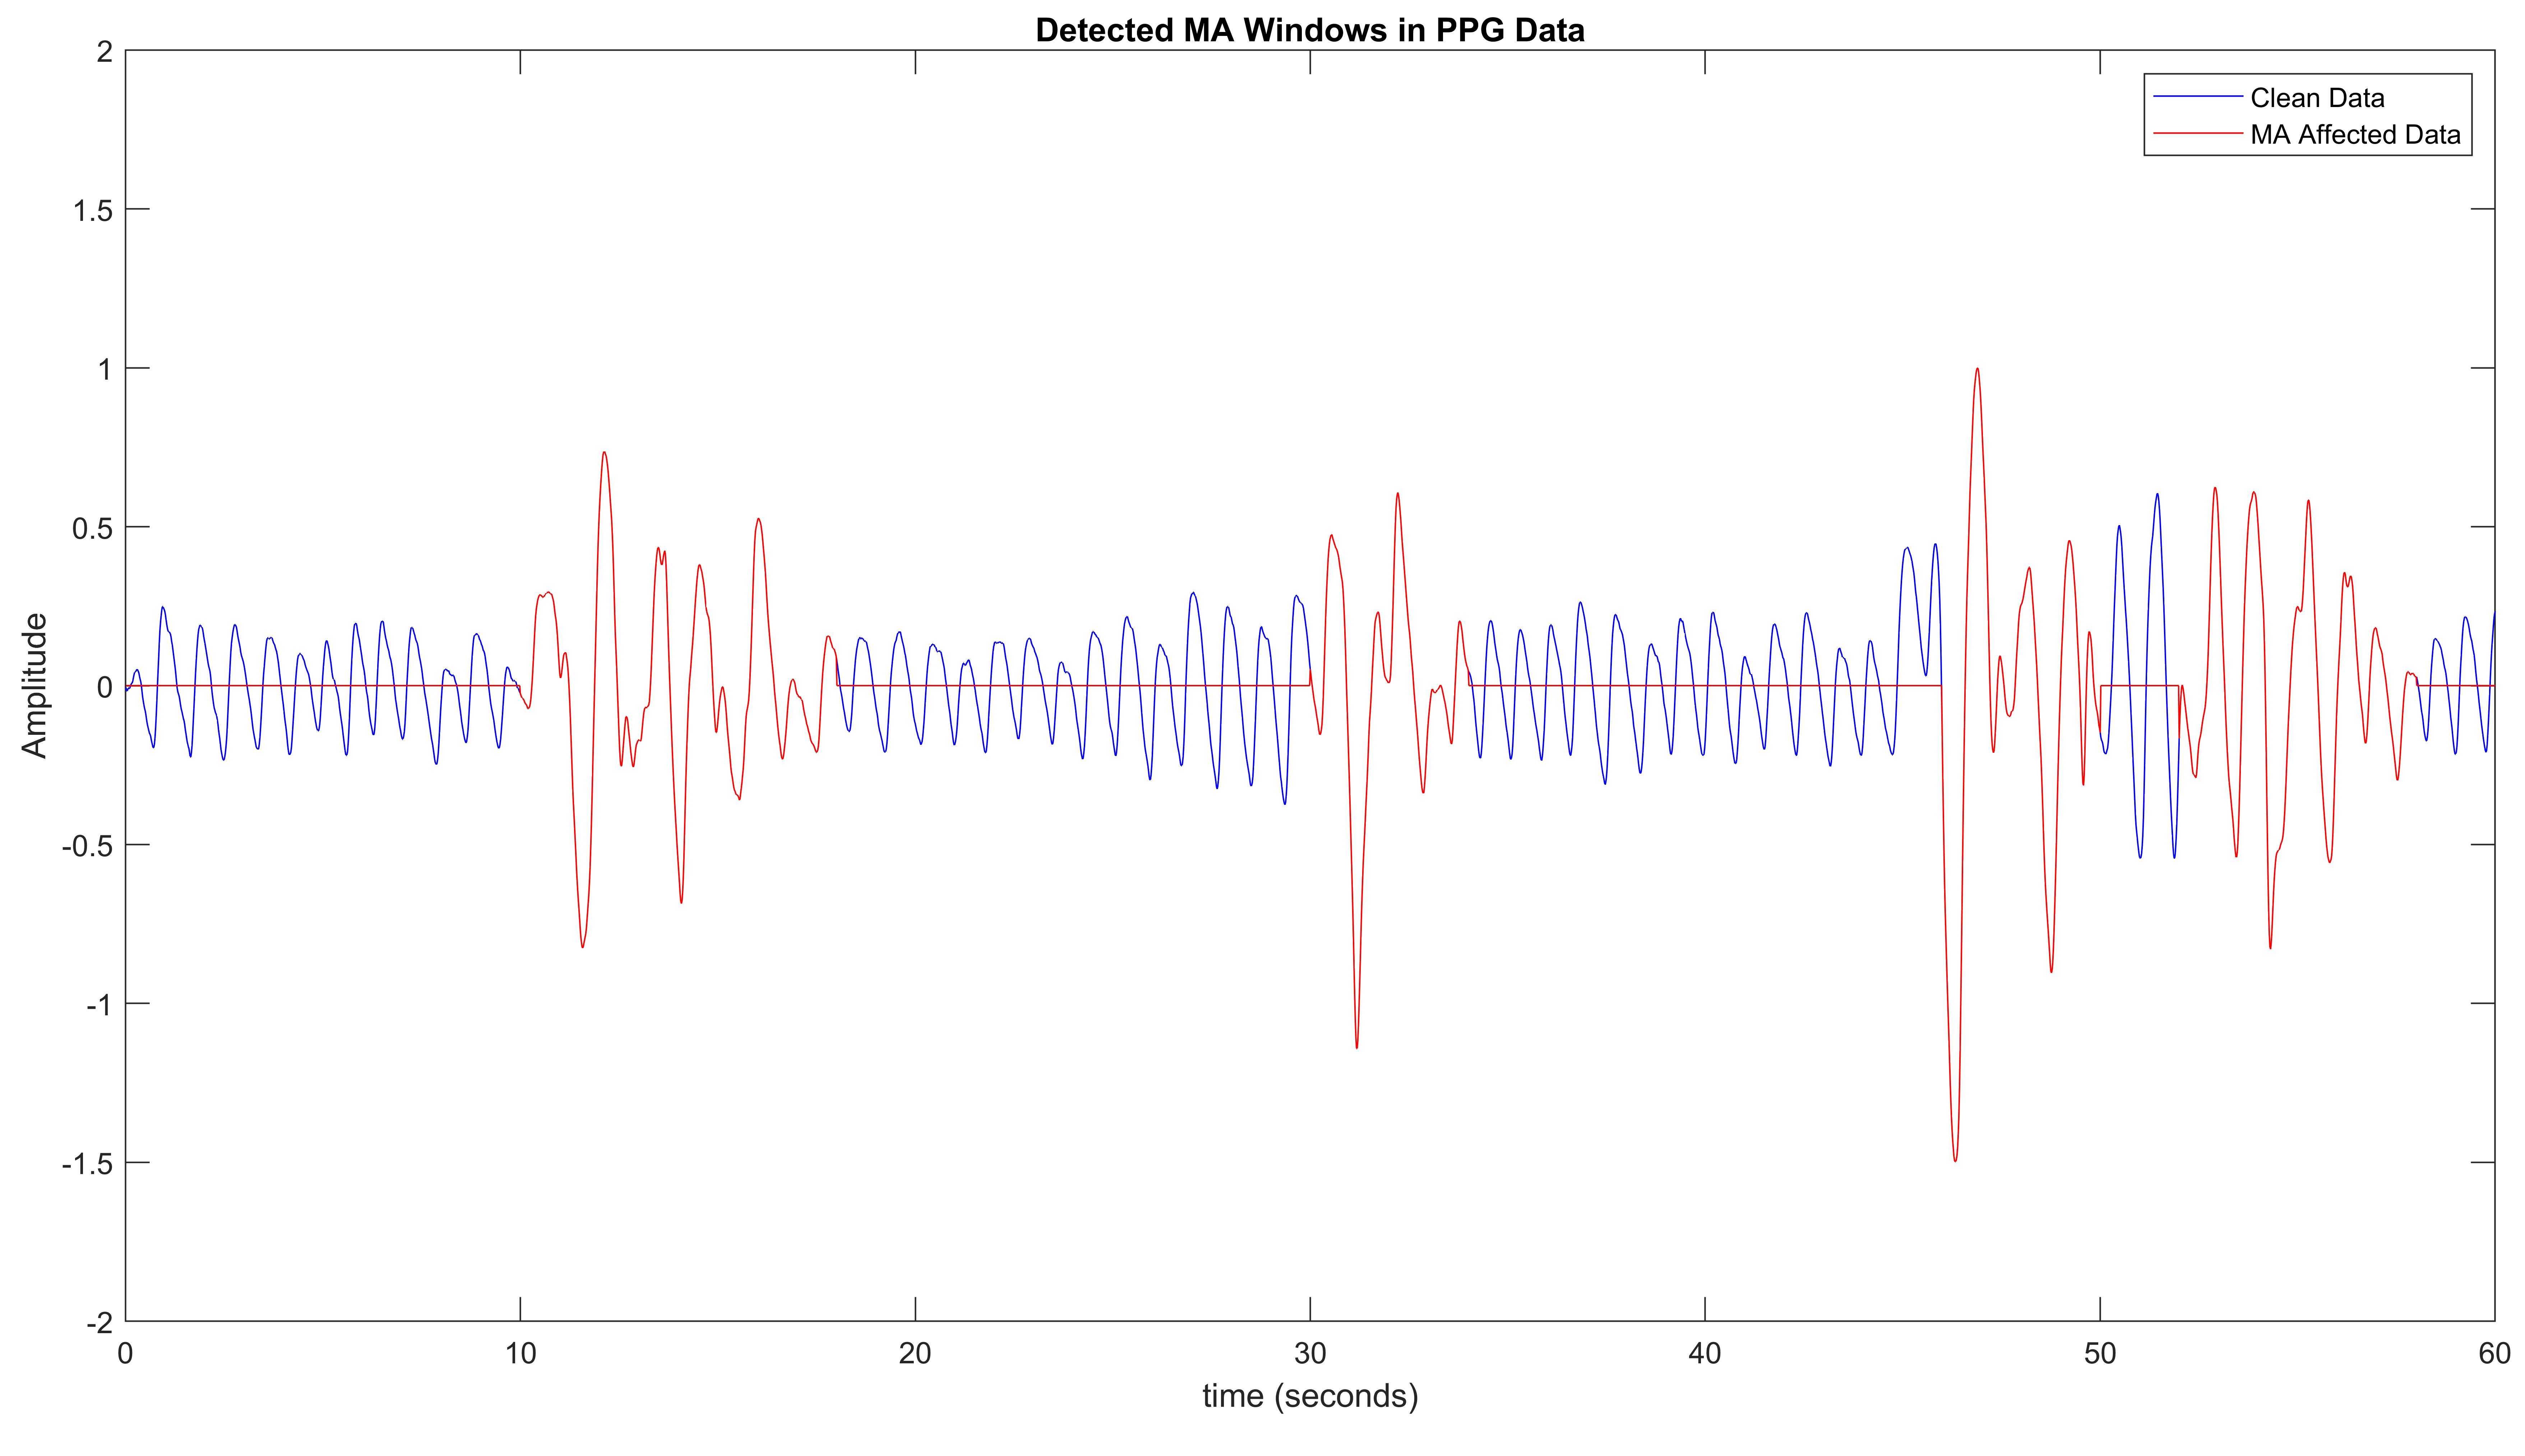 Detected MA Windows in PPG Data
Clean Data
MA Affected Data
2
1.5
1
0.5
0
-0.5
-1
-1.5
-2
Amplitude
0 10 20 30 40 50 60
time (seconds)